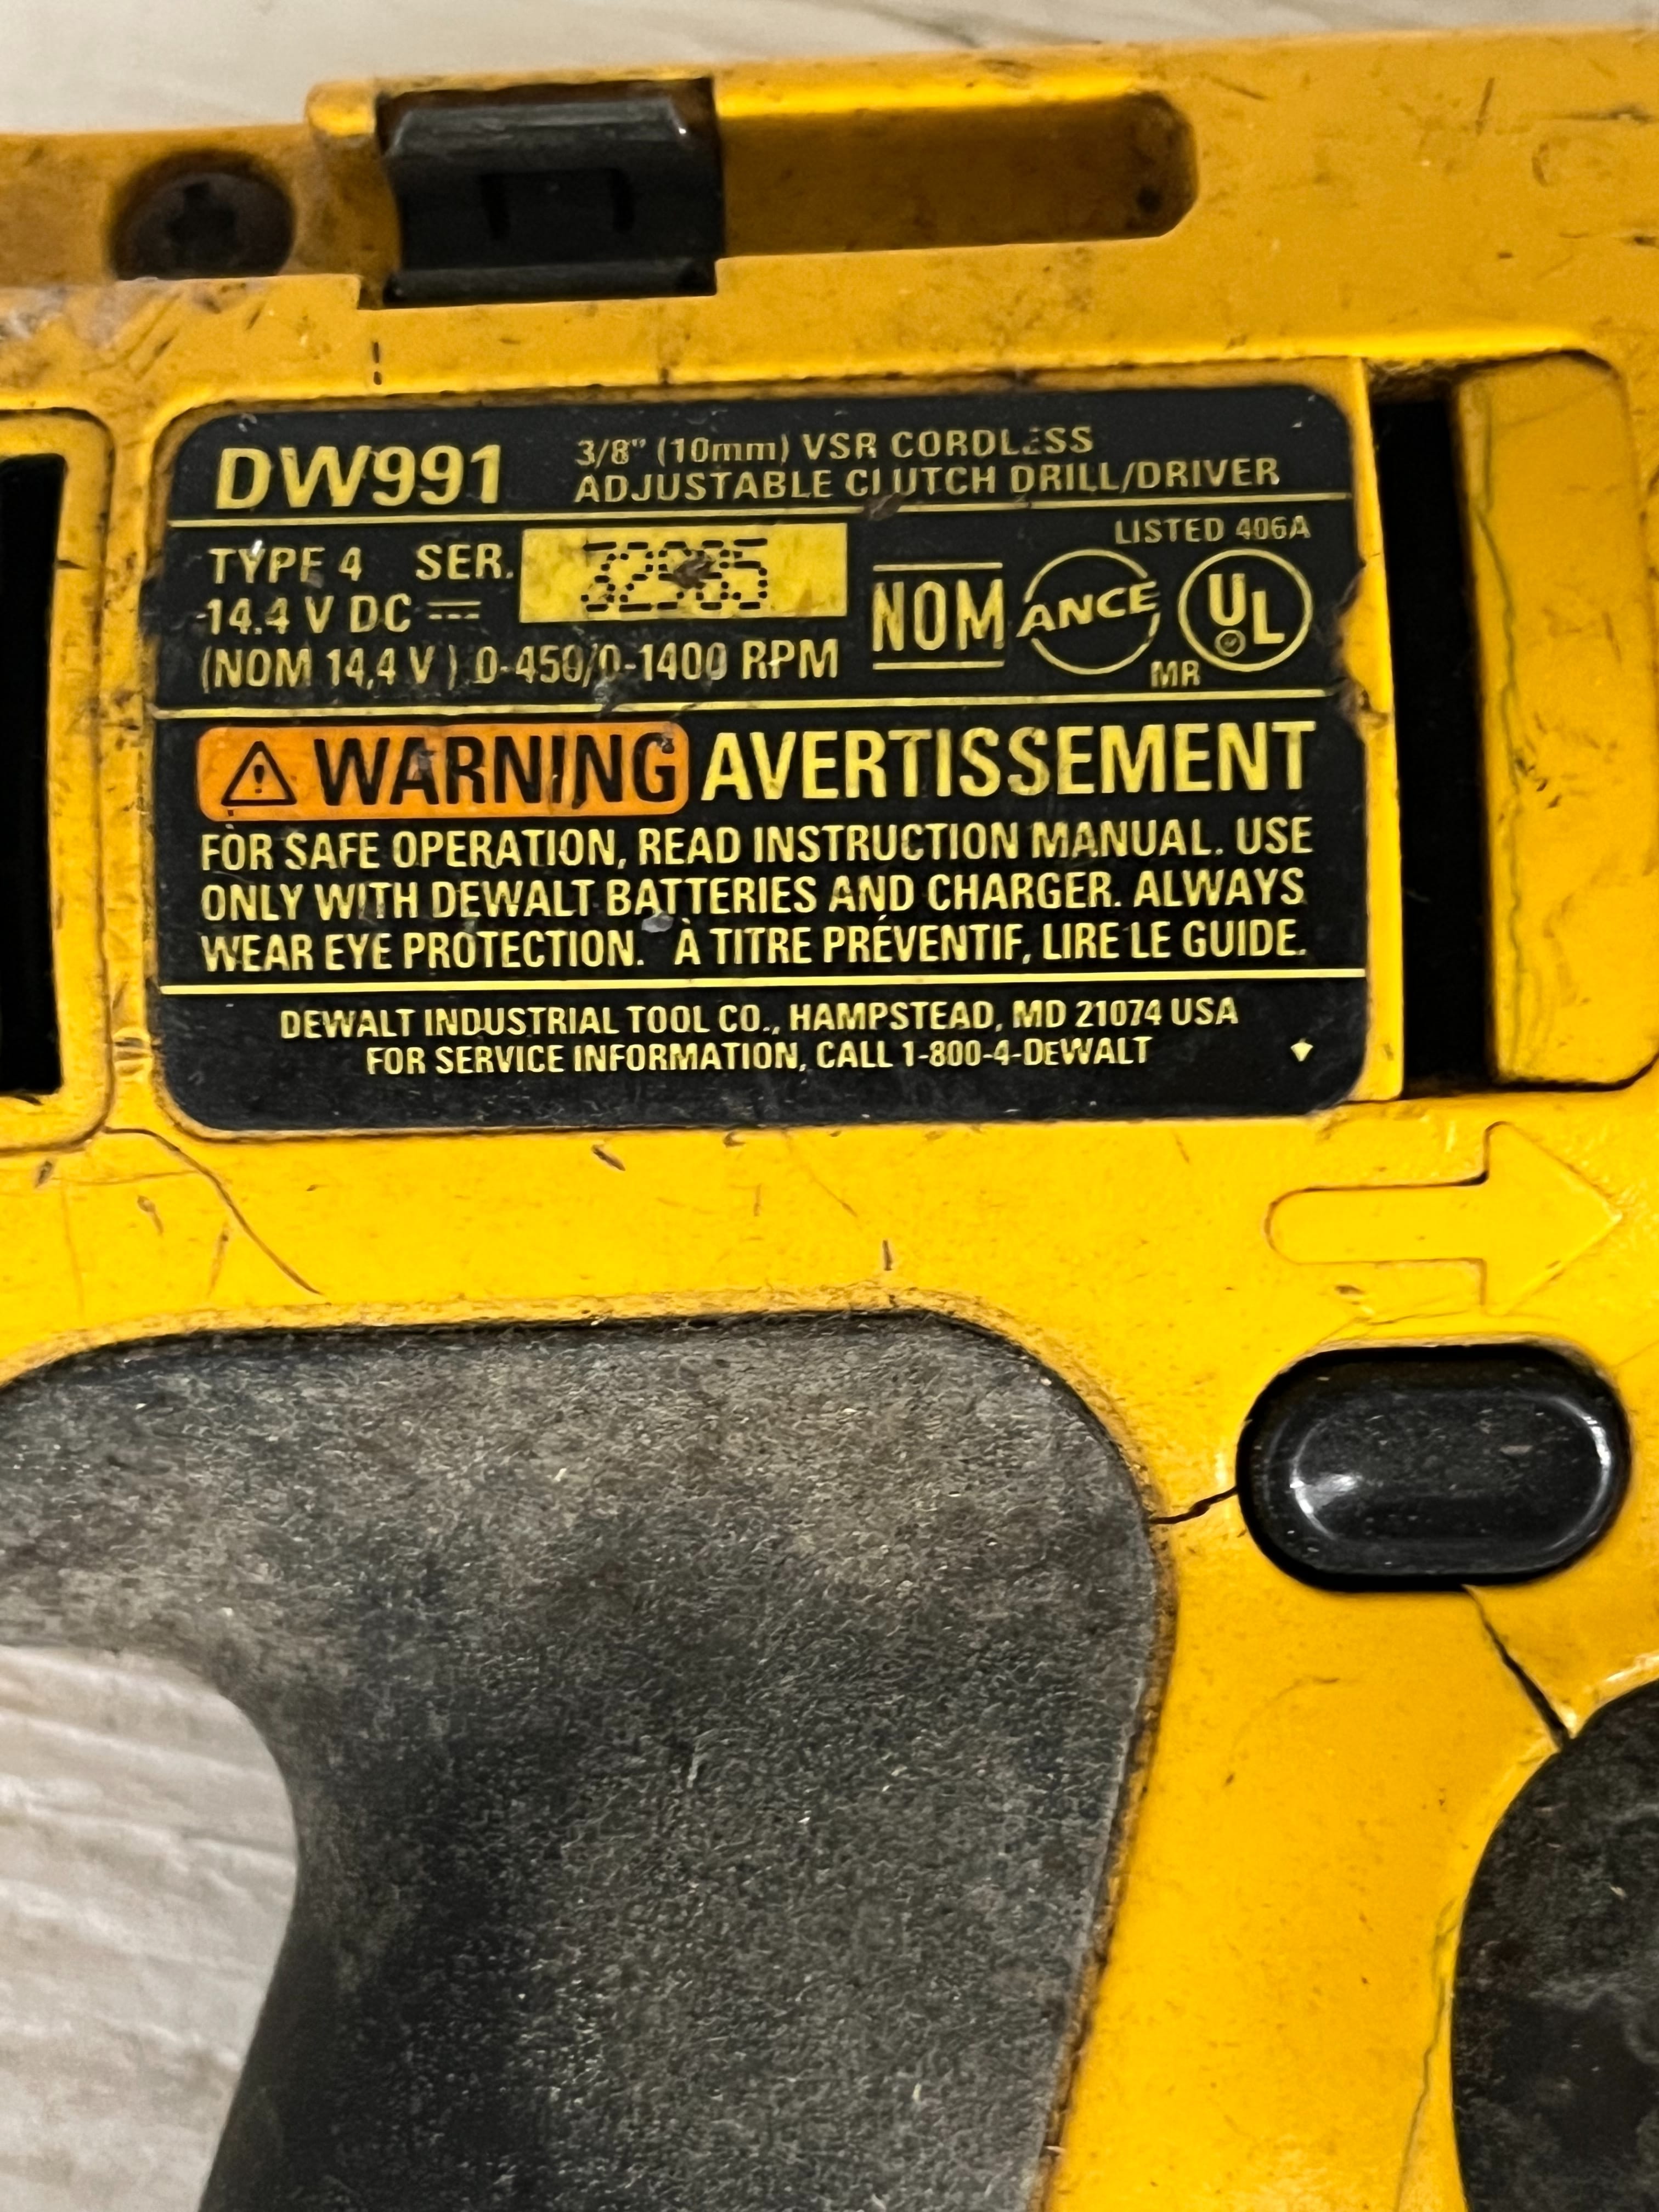 DW991
3/8" (10mm) VSR CORDLESS
ADJUSTABLE CLUTCH DRILL/DRIVER
LISTED 406A
TYPE 4 SER.
14.4 V DC
(NOM 14,4 V ) 0-450/0-1400 RPM
NOM
ANCE
UL
MR
WARNING AVERTISSEMENT
FOR SAFE OPERATION, READ INSTRUCTION MANUAL. USE
ONLY WITH DEWALT BATTERIES AND CHARGER. ALWAYS
WEAR EYE PROTECTION. À TITRE PRÉVENTIF, LIRE LE GUIDE.
DEWALT INDUSTRIAL TOOL CO., HAMPSTEAD, MD 21074 USA
FOR SERVICE INFORMATION, CALL 1-800-4-DEWALT